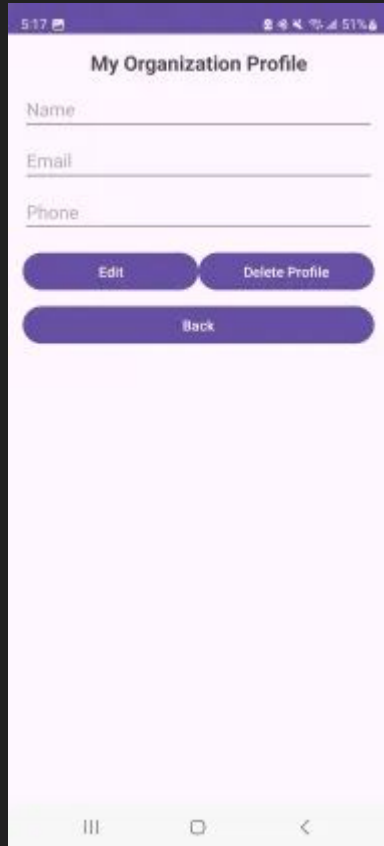 5:17 51%
My Organization Profile
Name
Email
Phone
Edit Delete Profile
Back